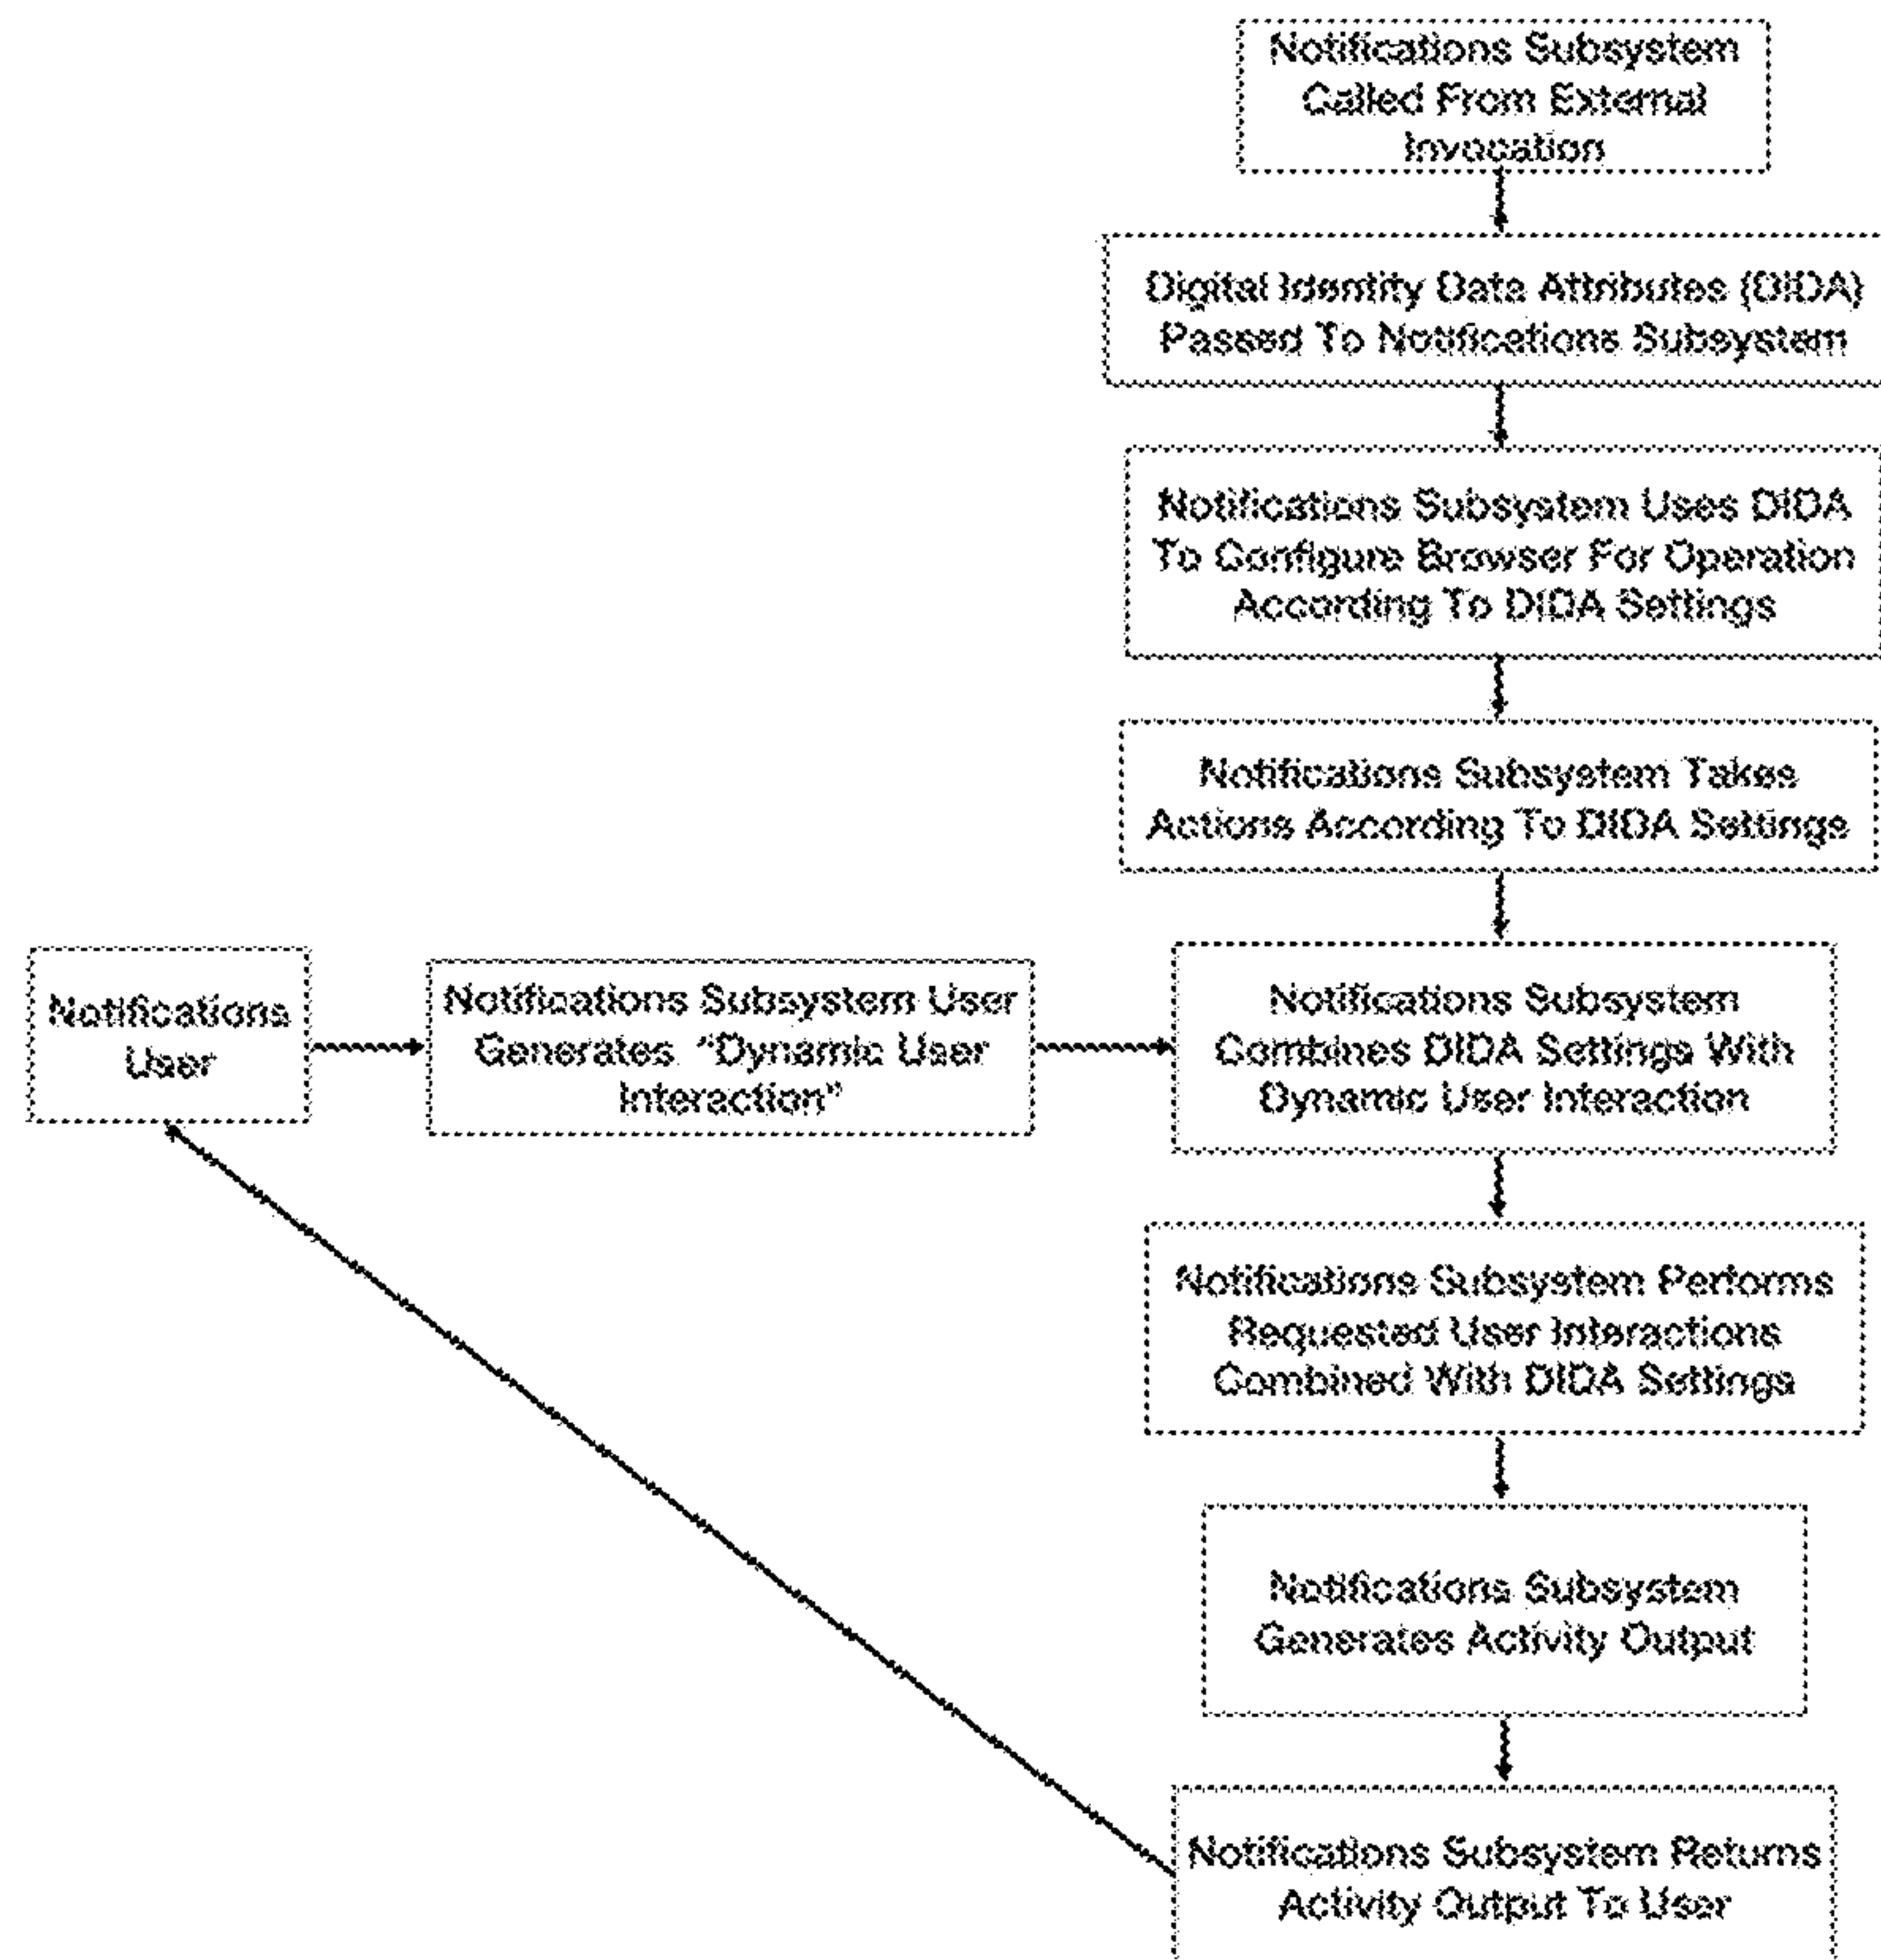 Notifications Subsystem
Called From External
Invocation
Digital Identity Data Attributes (DIDA)
Passed To Notifications Subsystem
Notifications Subsystem Uses DIDA
To Configure Browser For Operation
According To DIDA Settings
Notifications Subsystem Takes
Actions According To DIDA Settings
Notifications
User
Notifications Subsystem User
Generates "Dynamic User
Interaction"
Notifications Subsystem
Combines DIDA Settings With
Dynamic User Interaction
Notifications Subsystem Performs
Requested User Interactions
Combined With DIDA Settings
Notifications Subsystem
Generates Activity Output
Notifications Subsystem Returns
Activity Output To User